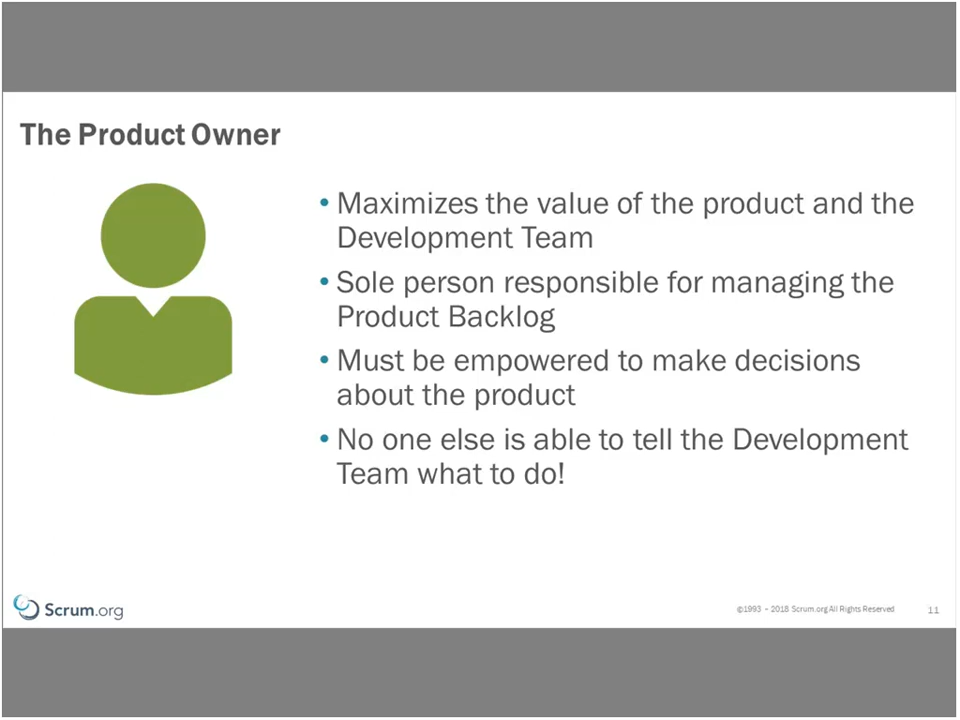 The Product Owner
• Maximizes the value of the product and the
Development Team
• Sole person responsible for managing the
Product Backlog
• Must be empowered to make decisions
about the product
• No one else is able to tell the Development
Team what to do!
Scrum.org
©1993 – 2018 Scrum.org All Rights Reserved
11